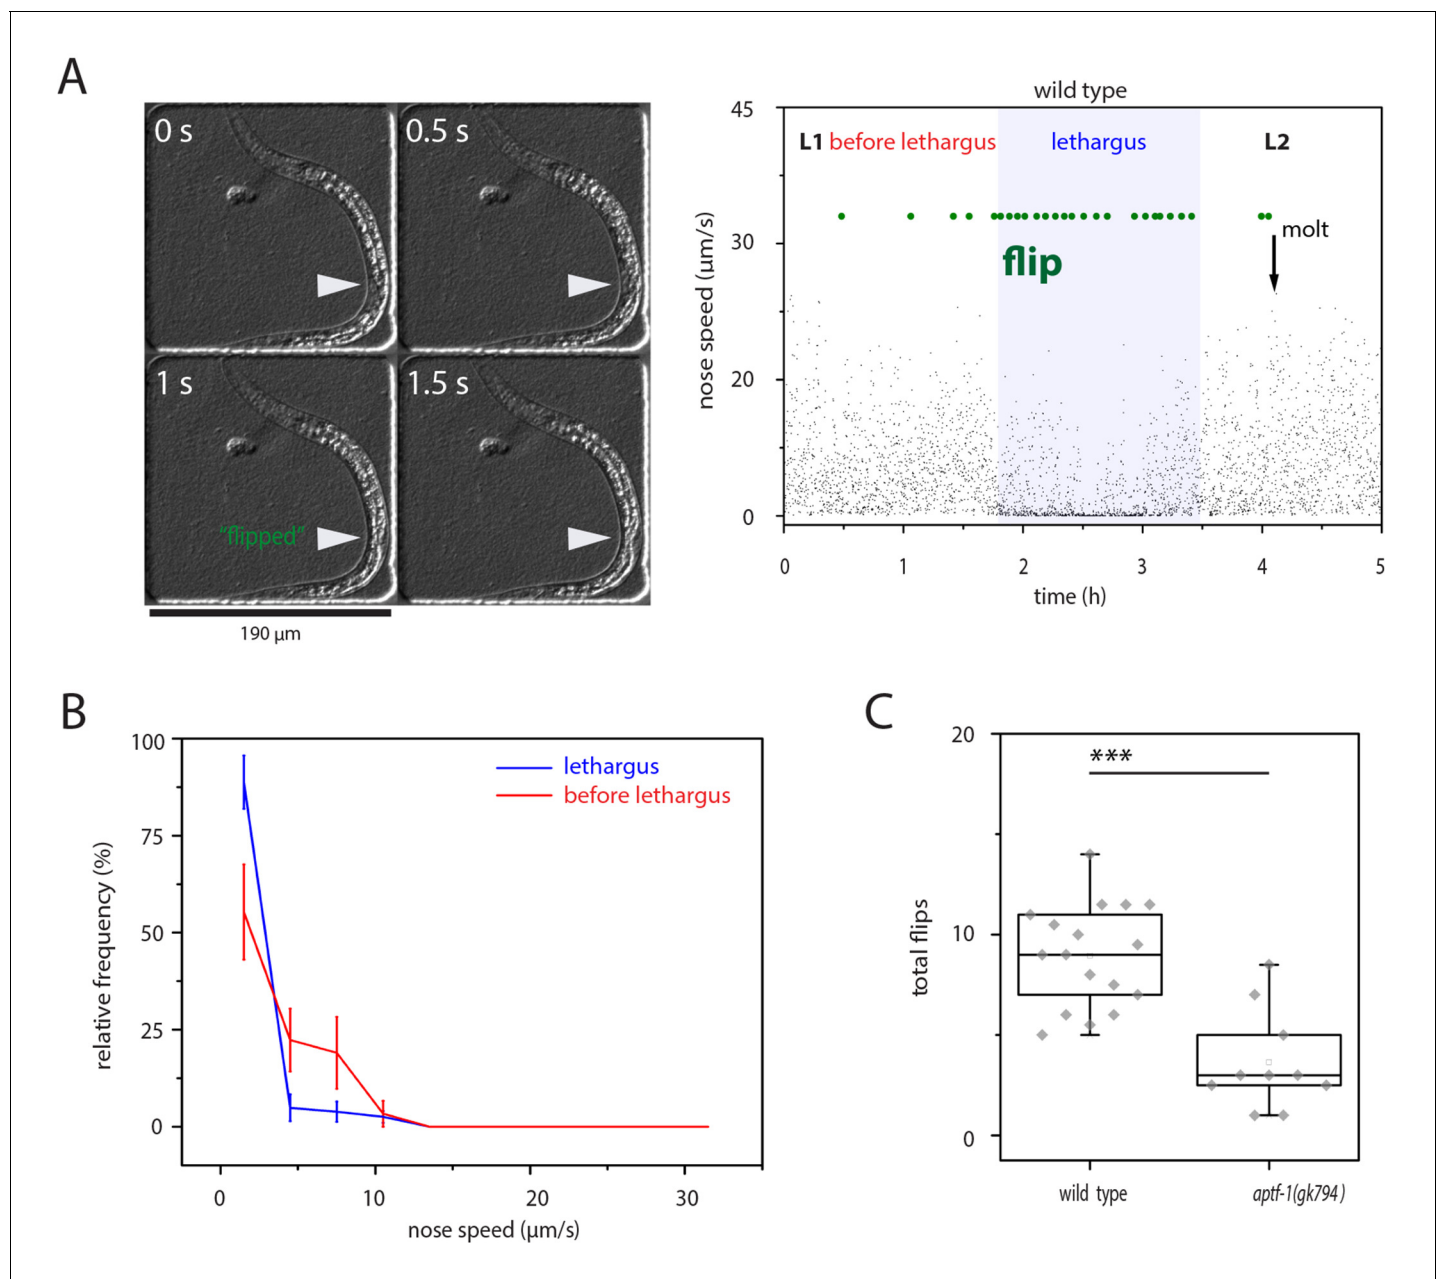 A
0 s
0.5 s
1 s
1.5 s
"flipped"
190 µm
wild type
45
30
20
0
nose speed (µm/s)
L1 before lethargus
lethargus
L2
flip
molt
0 1 2 3 4 5
time (h)
B
100
75
50
25
0
relative frequency (%)
lethargus
before lethargus
0 10 20 30
nose speed (µm/s)
C
20
10
0
total flips
***
wild type
aptf-1(gk794)